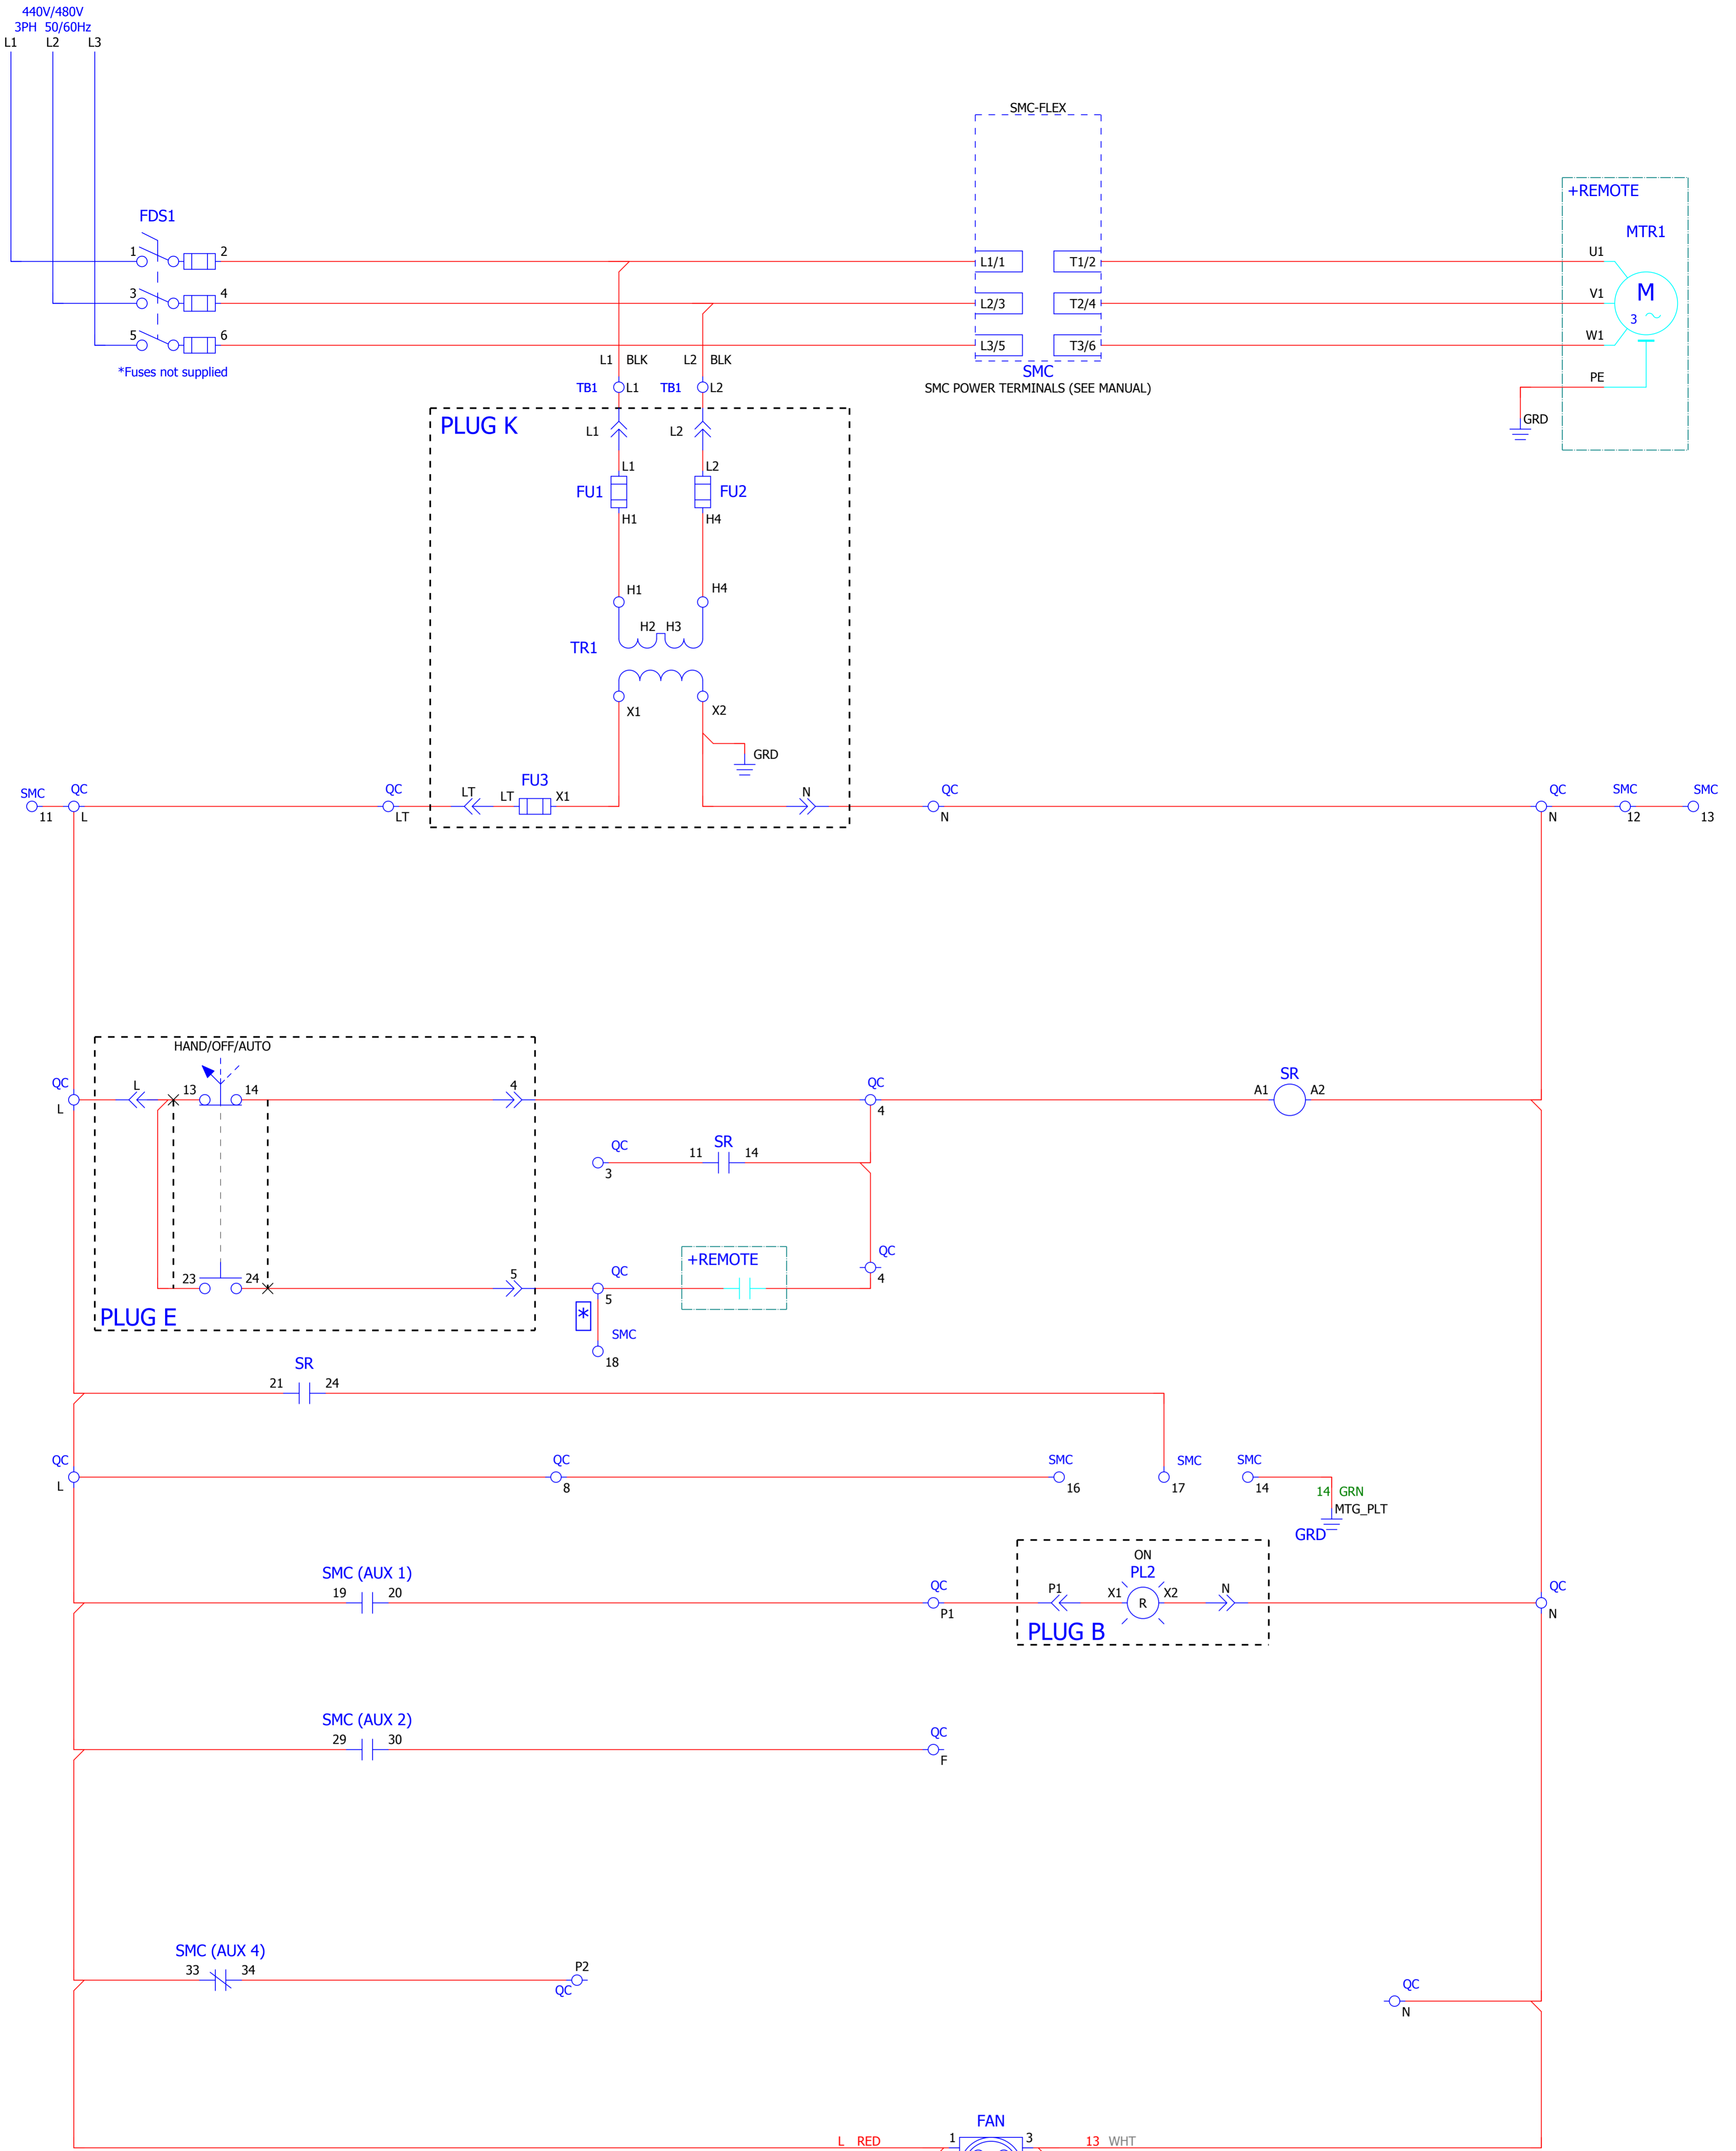 440V/480V
3PH 50/60Hz
L1 L2 L3
SMC-FLEX
+REMOTE
FDS1
MTR1
1 2
L1/1 T1/2
U1
3 4
L2/3 T2/4
V1
M
3
5 6
L3/5 T3/6
W1
*Fuses not supplied
L1 BLK L2 BLK
SMC
PE
TB1 L1 TB1 L2
SMC POWER TERMINALS (SEE MANUAL)
PLUG K
L1 L2
GRD
L1 L2
FU1 FU2
H1 H4
H1 H4
H2 H3
TR1
X1 X2
GRD
FU3
SMC QC QC LT LT X1 N QC QC SMC SMC
11 L LT N N 12 13
HAND/OFF/AUTO
QC L 13 14 4 QC SR
L 4 A1 A2
QC 11 SR 14
3
+REMOTE
QC
4
23 24 5 QC
5
PLUG E
*
SMC
18
SR
21 24
QC QC SMC SMC SMC
L 8 16 17 14
14 GRN
MTG_PLT
GRD
ON
SMC (AUX 1) PL2
19 20 QC P1 X1 R X2 N QC
P1 N
PLUG B
SMC (AUX 2)
29 30 QC
F
SMC (AUX 4)
33 34 P2
QC
QC
N
FAN
L RED 1 3 13 WHT